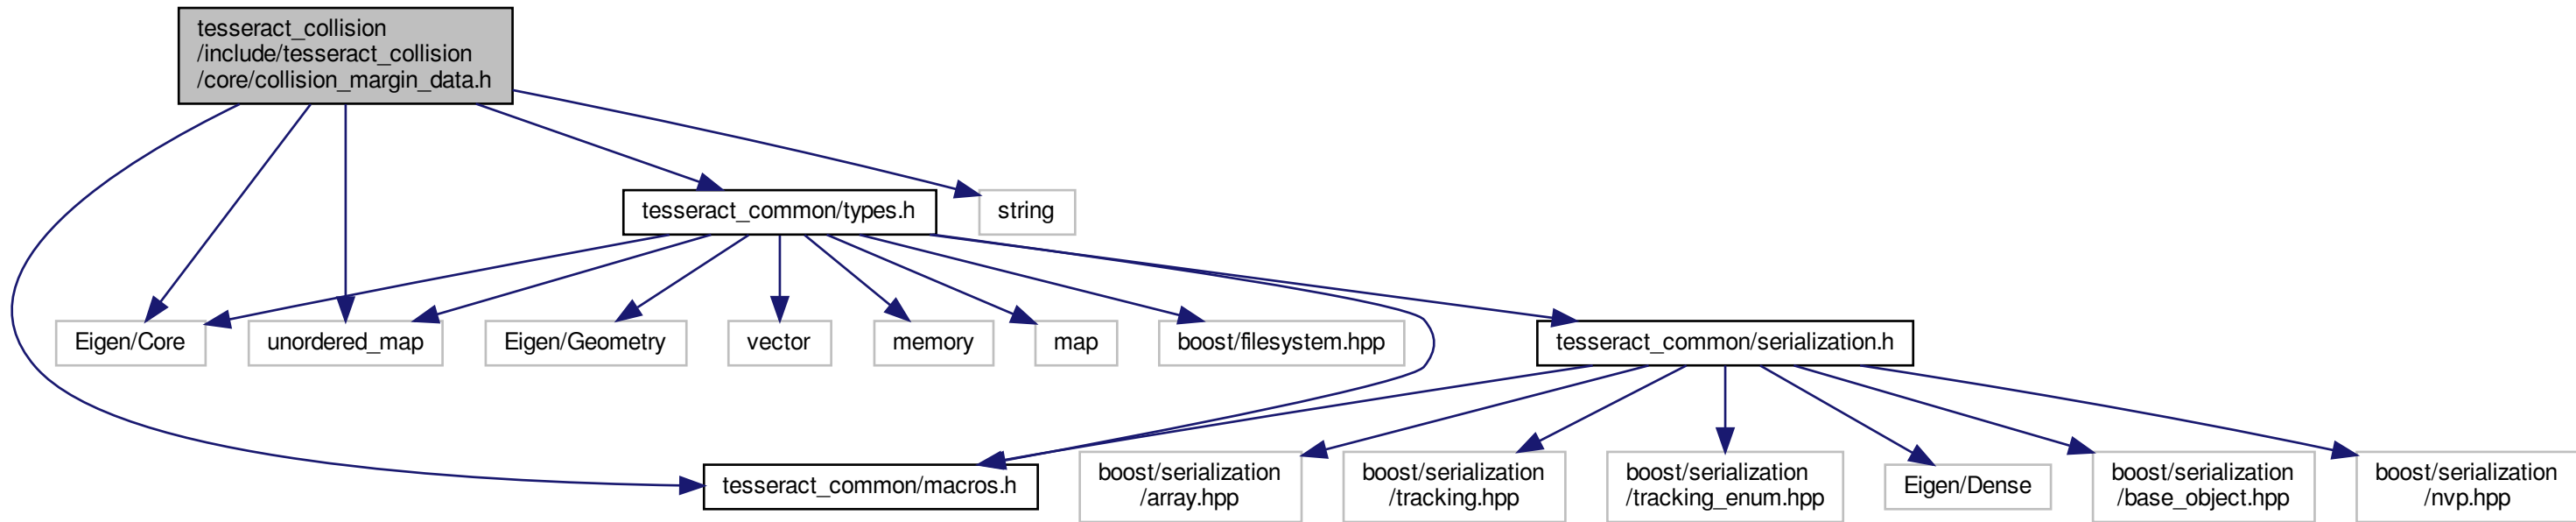 tesseract_collision
/include/tesseract_collision
/core/collision_margin_data.h
tesseract_common/types.h
string
Eigen/Core
unordered_map
Eigen/Geometry
vector
memory
map
boost/filesystem.hpp
tesseract_common/serialization.h
tesseract_common/macros.h
boost/serialization
/array.hpp
boost/serialization
/tracking.hpp
boost/serialization
/tracking_enum.hpp
Eigen/Dense
boost/serialization
/base_object.hpp
boost/serialization
/nvp.hpp